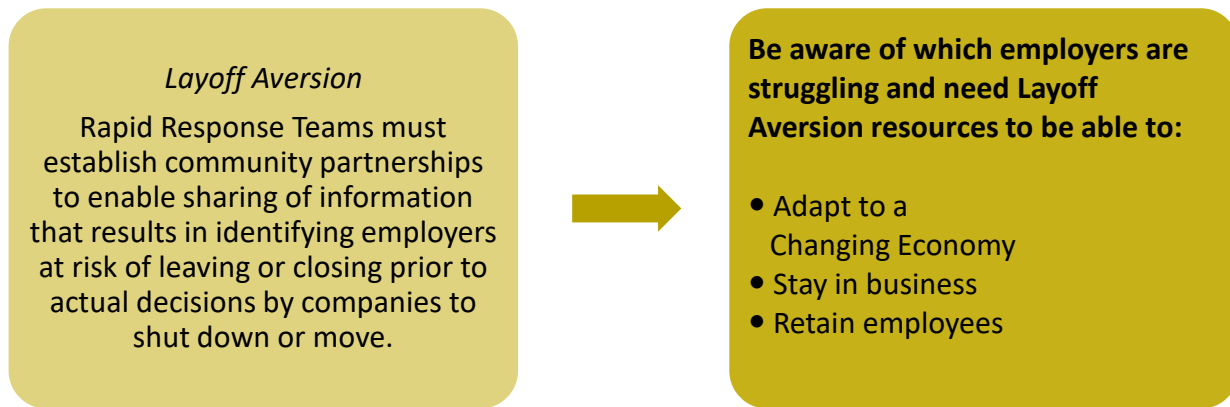 Layoff Aversion
Rapid Response Teams must
establish community partnerships
to enable sharing of information
that results in identifying employers
at risk of leaving or closing prior to
actual decisions by companies to
shut down or move.
Be aware of which employers are
struggling and need Layoff
Aversion resources to be able to:
• Adapt to a
Changing Economy
• Stay in business
• Retain employees